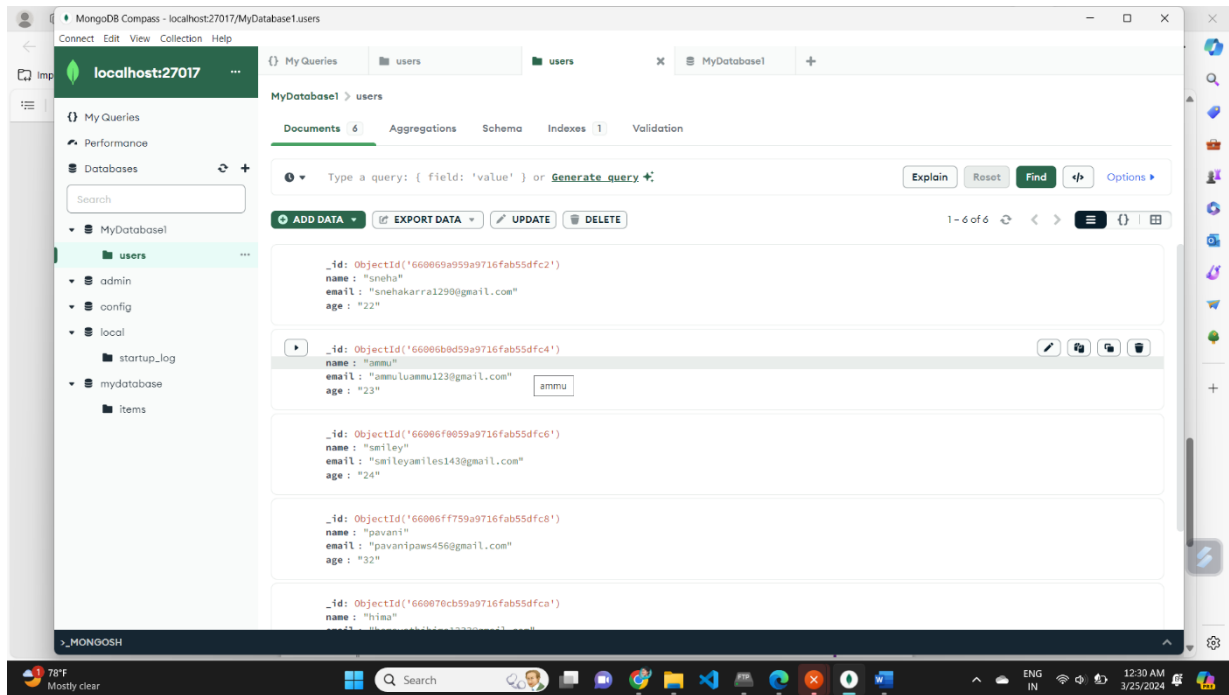 MongoDB Compass - localhost:27017/MyDatabase1.users
Connect Edit View Collection Help
localhost:27017 ...
{} My Queries
Performance
Databases
Search
MyDatabase1
users ...
admin
config
local
startup_log
mydatabase
items
{} My Queries users users MyDatabase1 +
MyDatabase1 > users
Documents 6 Aggregations Schema Indexes 1 Validation
Type a query: { field: 'value' } or Generate query
Explain Reset Find </> Options
ADD DATA EXPORT DATA UPDATE DELETE
1 – 6 of 6 {}
_id: ObjectId('660069a959a9716fab55dfc2')
name : "sneha"
email : "snehakarra1290@gmail.com"
age : "22"
_id: ObjectId('66006b0d59a9716fab55dfc4')
name : "ammu"
email : "ammuluammu123@gmail.com"
age : "23"
ammu
_id: ObjectId('66006f0059a9716fab55dfc6')
name : "smiley"
email : "smileyamiles143@gmail.com"
age : "24"
_id: ObjectId('66006ff759a9716fab55dfc8')
name : "pavani"
email : "pavanipaws456@gmail.com"
age : "32"
_id: ObjectId('660070cb59a9716fab55dfca')
name : "hima"
>_MONGOSH
Imp
1
78°F
Mostly clear
Search
ENG
IN
12:30 AM
3/25/2024